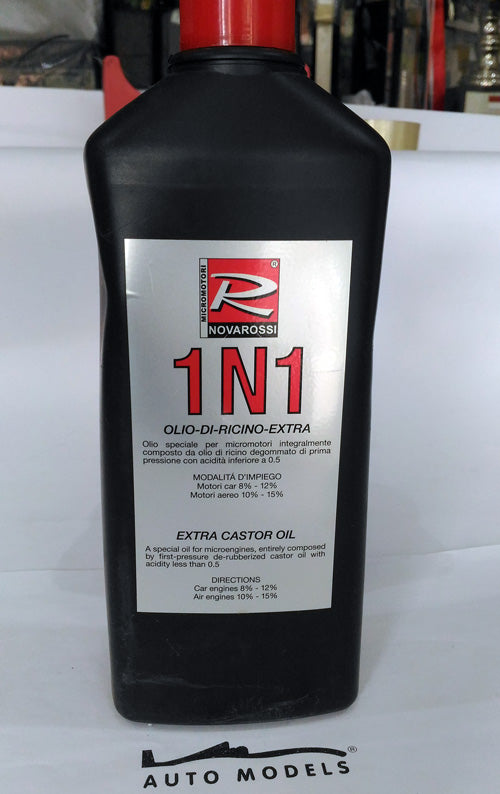 MICROMOTORI
R®
NOVAROSSI
1N1
OLIO-DI-RICINO-EXTRA
Olio speciale per micromotori integralmente
composto da olio di ricino degommato di prima
pressione con acidità inferiore a 0.5
MODALITÁ D'IMPIEGO
Motori car 8% - 12%
Motori aereo 10% - 15%
EXTRA CASTOR OIL
A special oil for microengines, entirely composed
by first-pressure de-rubberized castor oil with
acidity less than 0.5
DIRECTIONS
Car engines 8% - 12%
Air engines 10% - 15%
®
AUTO MODELS